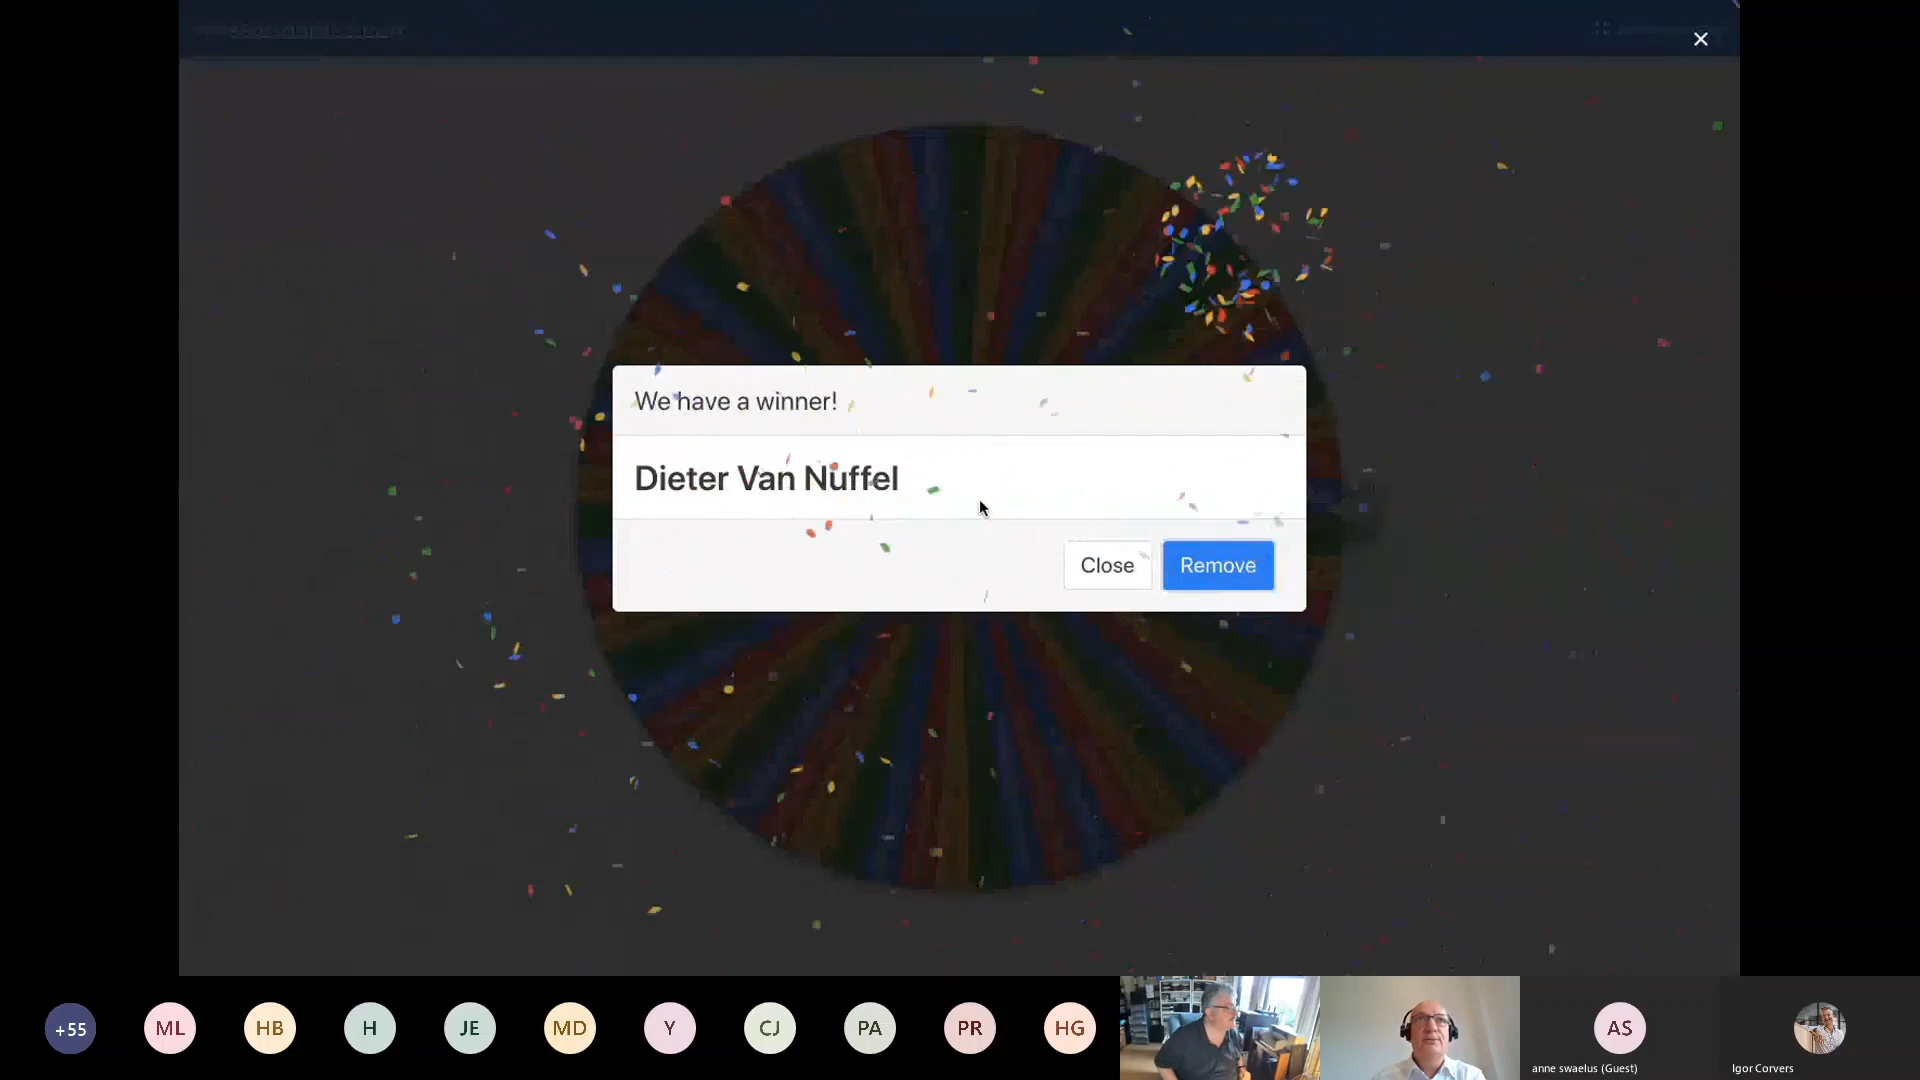 We have a winner!
Dieter Van Nuffel
Close
Remove
+55
ML
HB
H
JE
MD
Y
CJ
PA
PR
HG
AS
anne swaelus (Guest)
Igor Corvers